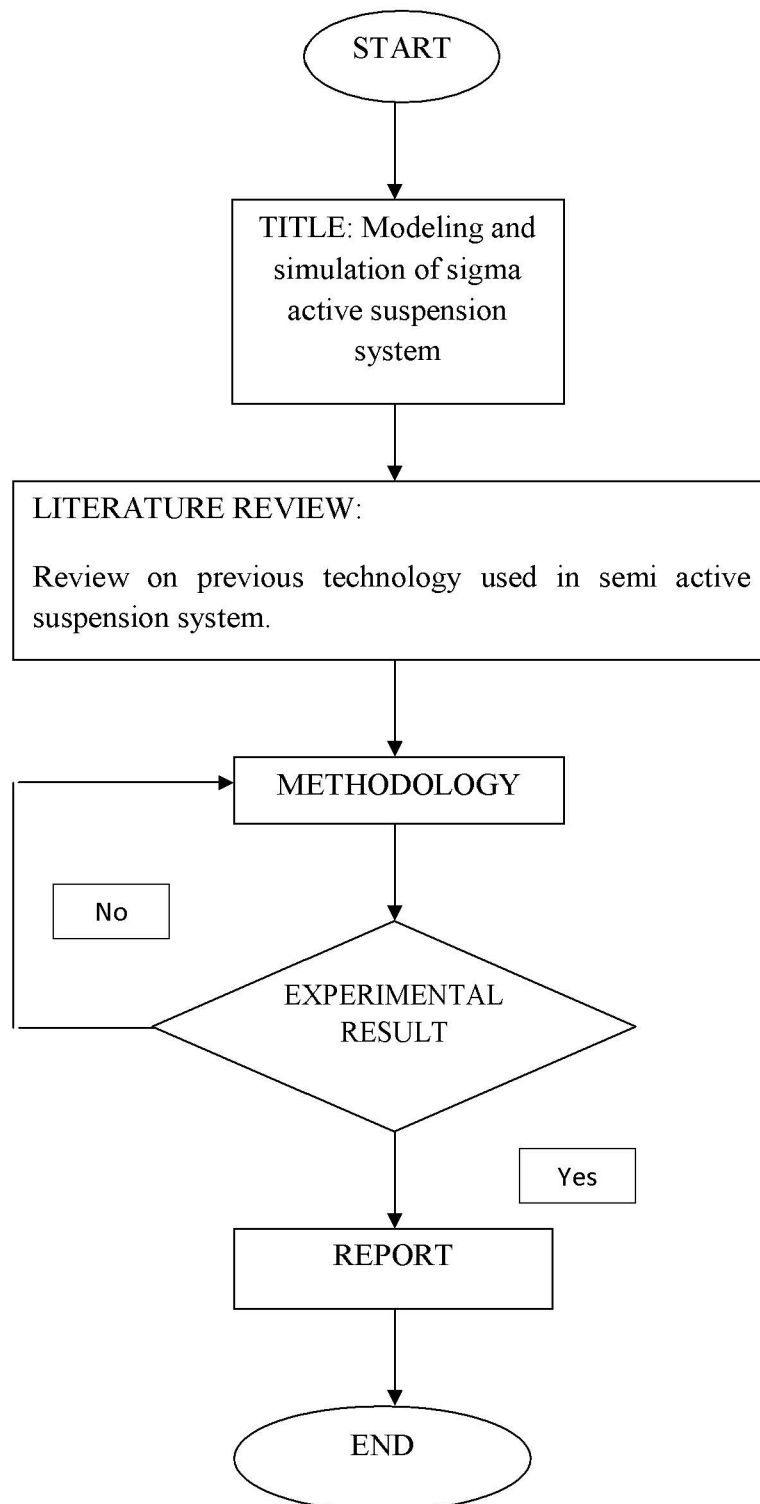 START
TITLE: Modeling and
simulation of sigma
active suspension
system
LITERATURE REVIEW:
Review on previous technology used in semi active
suspension system.
METHODOLOGY
No
EXPERIMENTAL
RESULT
Yes
REPORT
END